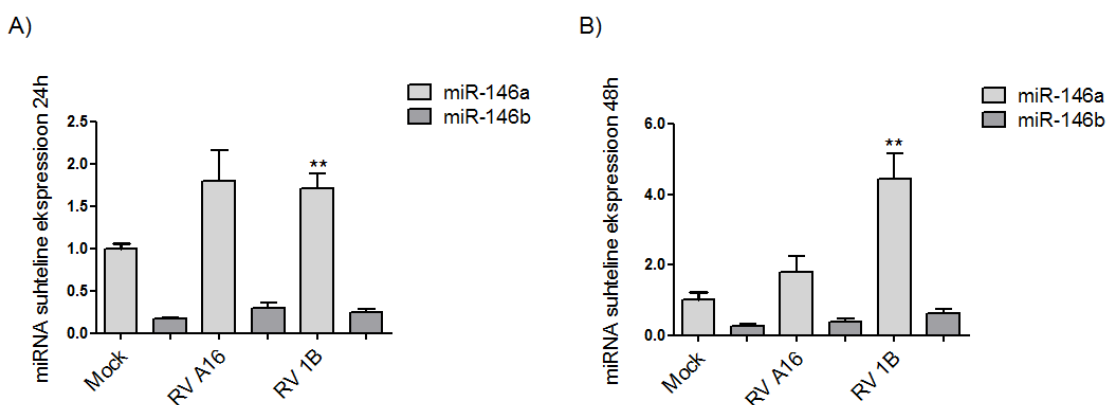 A)
miRNA suhteline ekspressioon 24h
miR-146a
miR-146b
2.5
2.0
1.5
1.0
0.5
0.0
**
Mock
RV A16
RV 1B
B)
miRNA suhteline ekspressioon 48h
miR-146a
miR-146b
6.0
4.0
2.0
0.0
**
Mock
RV A16
RV 1B